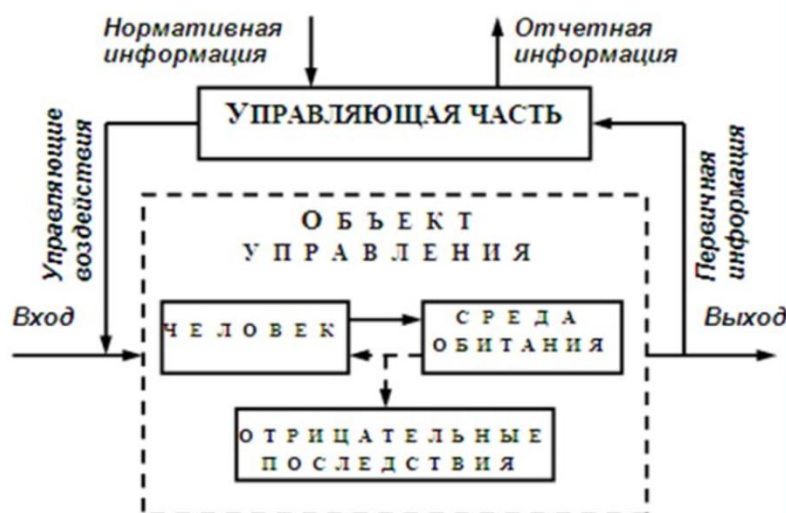 Нормативная
информация
Отчетная
информация
УПРАВЛЯЮЩАЯ ЧАСТЬ
Управляющие
воздействия
Первичная
информация
ОБЪЕКТ
УПРАВЛЕНИЯ
Вход
ЧЕЛОВЕК
СРЕДА
ОБИТАНИЯ
Выход
ОТРИЦАТЕЛЬНЫЕ
ПОСЛЕДСТВИЯ